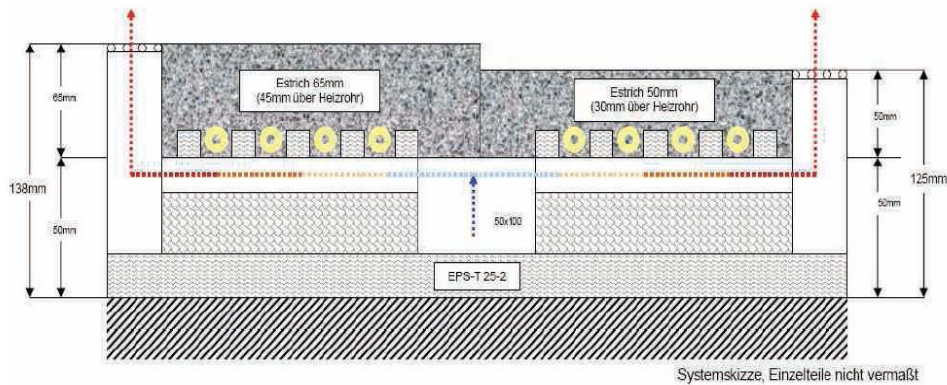 Estrich 65mm
(45mm über Heizrohr)
Estrich 50mm
(30mm über Heizrohr)
65mm
50mm
138mm
125mm
50mm
50mm
50x100
EPS-T 25-2
Systemskizze, Einzelteile nicht vermaßt